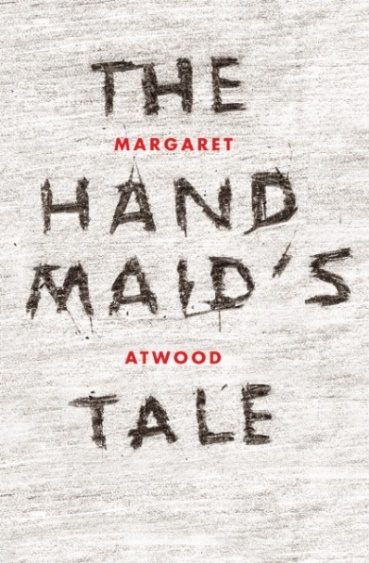 THE
MARGARET
HAND
MAID'S
ATWOOD
TALE